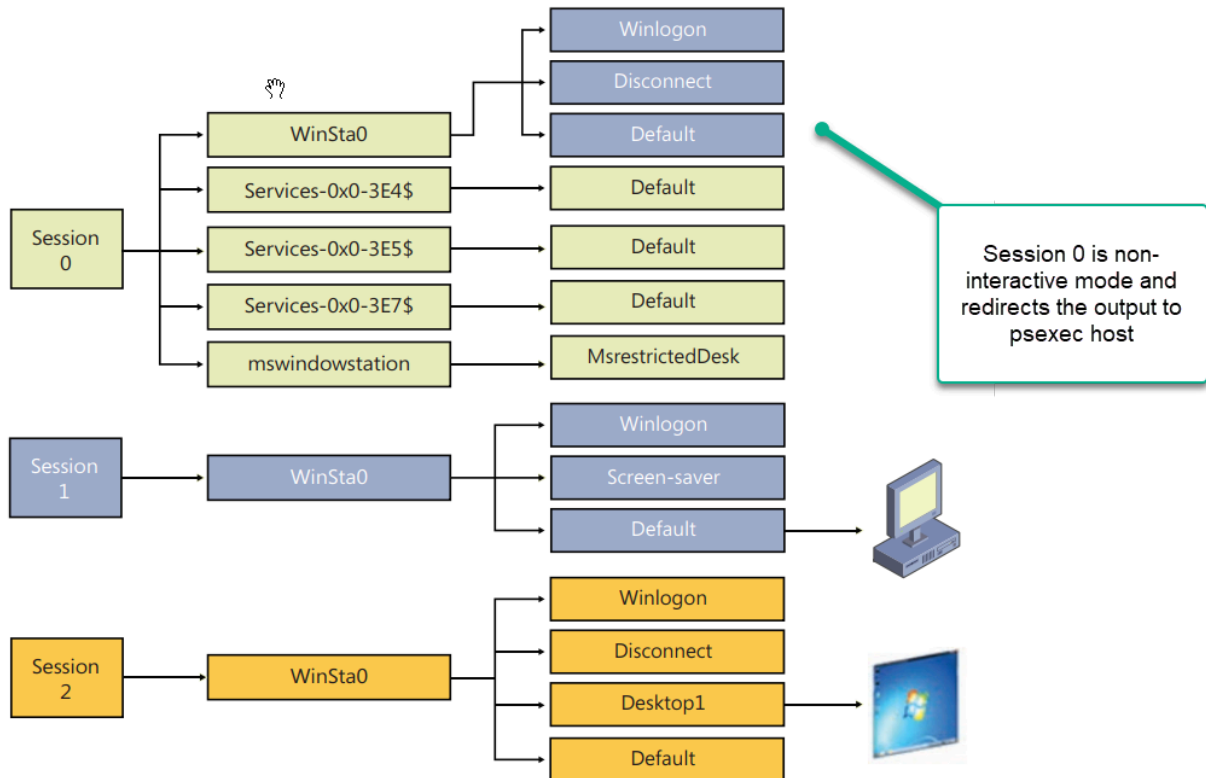 Winlogon
Disconnect
WinSta0
Default
Services-0x0-3E4$
Default
Session
0
Services-0x0-3E5$
Default
Services-0x0-3E7$
Default
mswindowstation
MsrestrictedDesk
Session 0 is non-
interactive mode and
redirects the output to
psexec host
Session
1
WinSta0
Winlogon
Screen-saver
Default
Session
2
WinSta0
Winlogon
Disconnect
Desktop1
Default